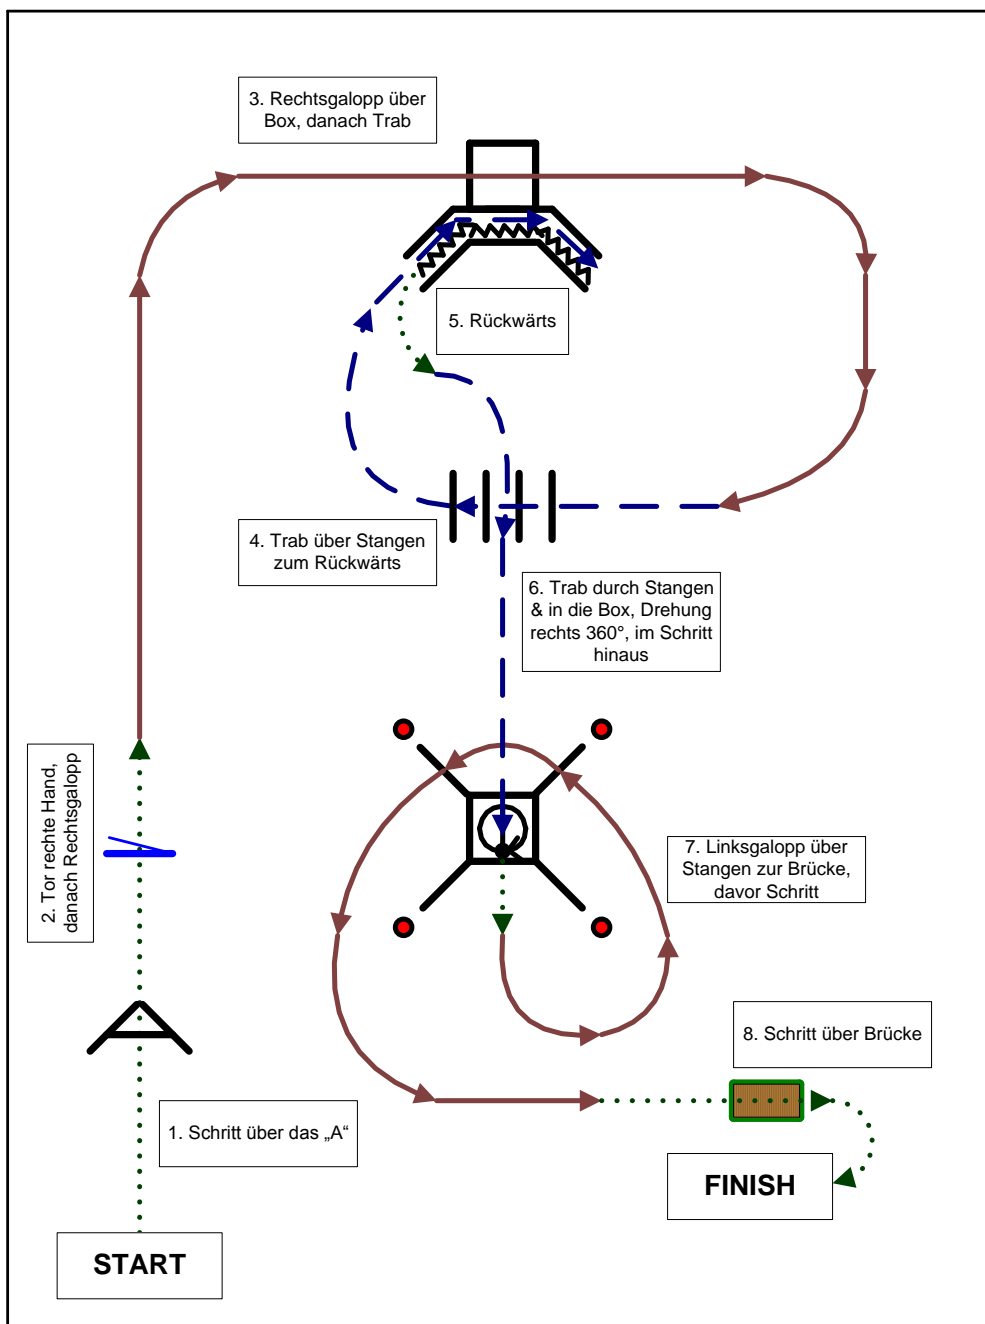 3. Rechtsgalopp über
Box, danach Trab
5. Rückwärts
4. Trab über Stangen
zum Rückwärts
6. Trab durch Stangen
& in die Box, Drehung
rechts 360°, im Schritt
hinaus
2. Tor rechte Hand,
danach Rechtsgalopp
7. Linksgalopp über
Stangen zur Brücke,
davor Schritt
8. Schritt über Brücke
1. Schritt über das „A“
FINISH
START